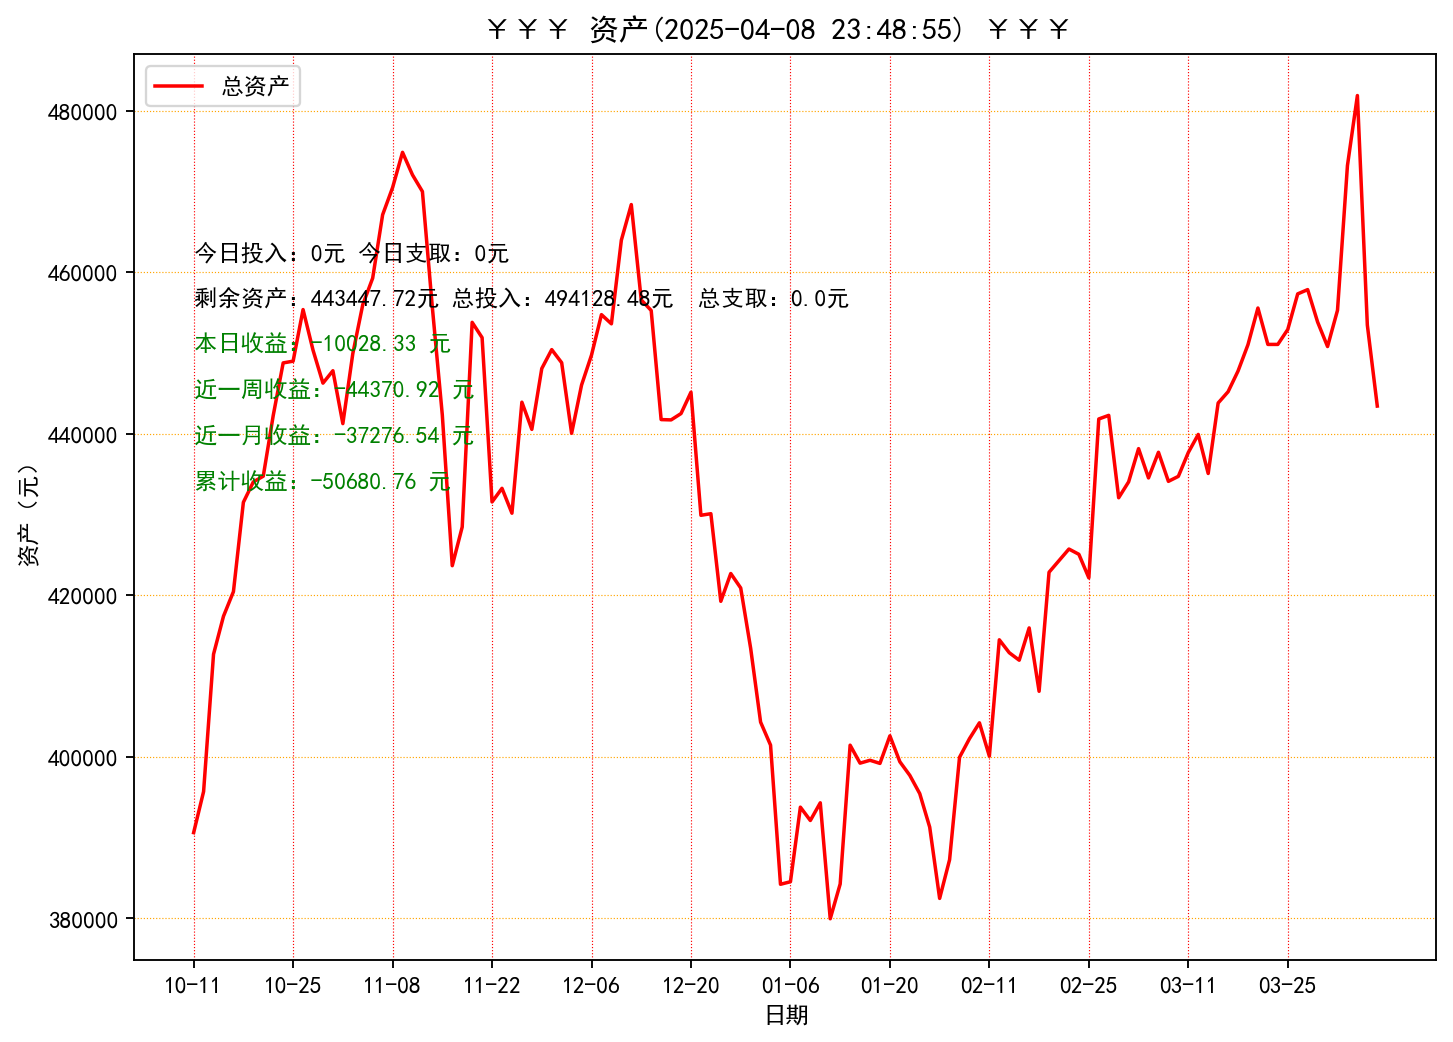 ￥￥￥ 资产(2025-04-08 23:48:55) ￥￥￥
总资产
480000
460000
440000
420000
400000
380000
资产（元）
今日投入：0元 今日支取：0元
剩余资产：443447.72元 总投入：494128.48元 总支取：0.0元
本日收益：-10028.33 元
近一周收益：-44370.92 元
近一月收益：-37276.54 元
累计收益：-50680.76 元
10-11 10-25 11-08 11-22 12-06 12-20 01-06 01-20 02-11 02-25 03-11 03-25
日期